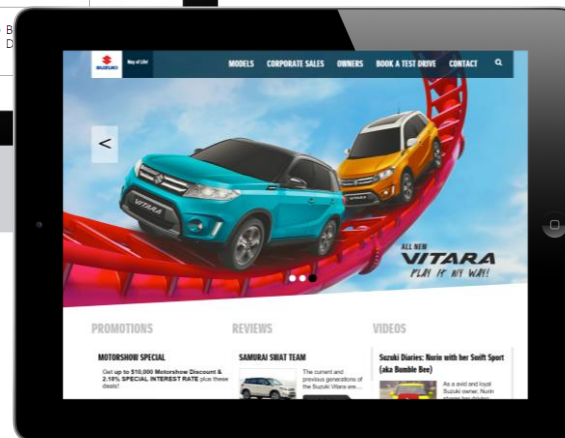 B
D
SUZUKI
Way of Life!
MODELS CORPORATE SALES OWNERS BOOK A TEST DRIVE CONTACT
<
VITARA
ALL NEW
VITARA
PLAY IT MY WAY!
PROMOTIONS REVIEWS VIDEOS
MOTORSHOW SPECIAL
Get up to $10,000 Motorshow Discount &
2.18% SPECIAL INTEREST RATE plus these
deals!
SAMURAI SWAT TEAM
The current and
previous generations of
the Suzuki Vitara are...
Suzuki Diaries: Nurin with her Swift Sport
(aka Bumble Bee)
As a avid and loyal
Suzuki owner, Nurin